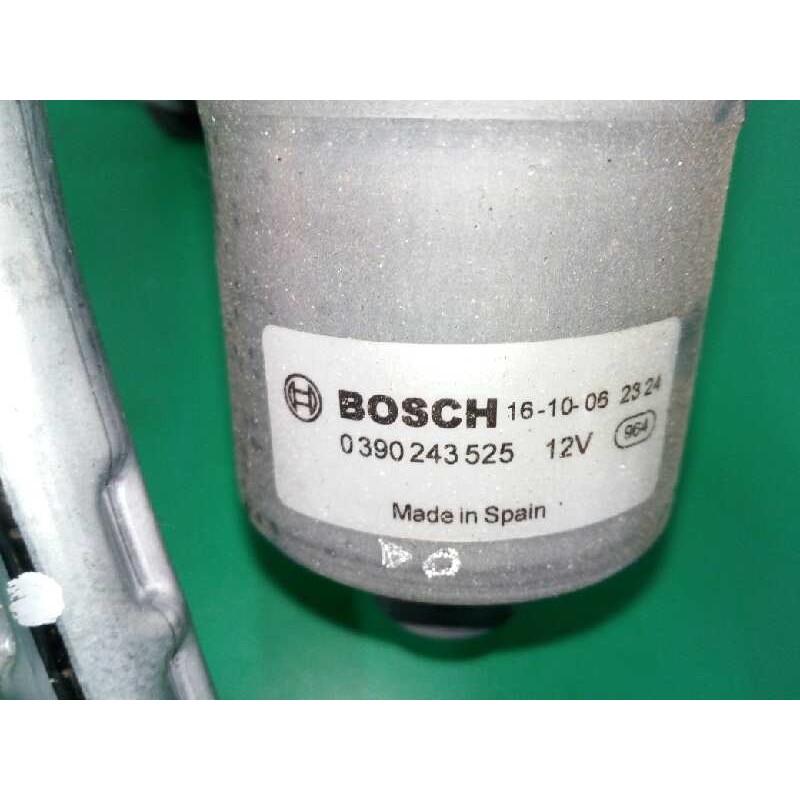 BOSCH 16-10-06 23 24
0 390 243 525 12V 964
Made in Spain